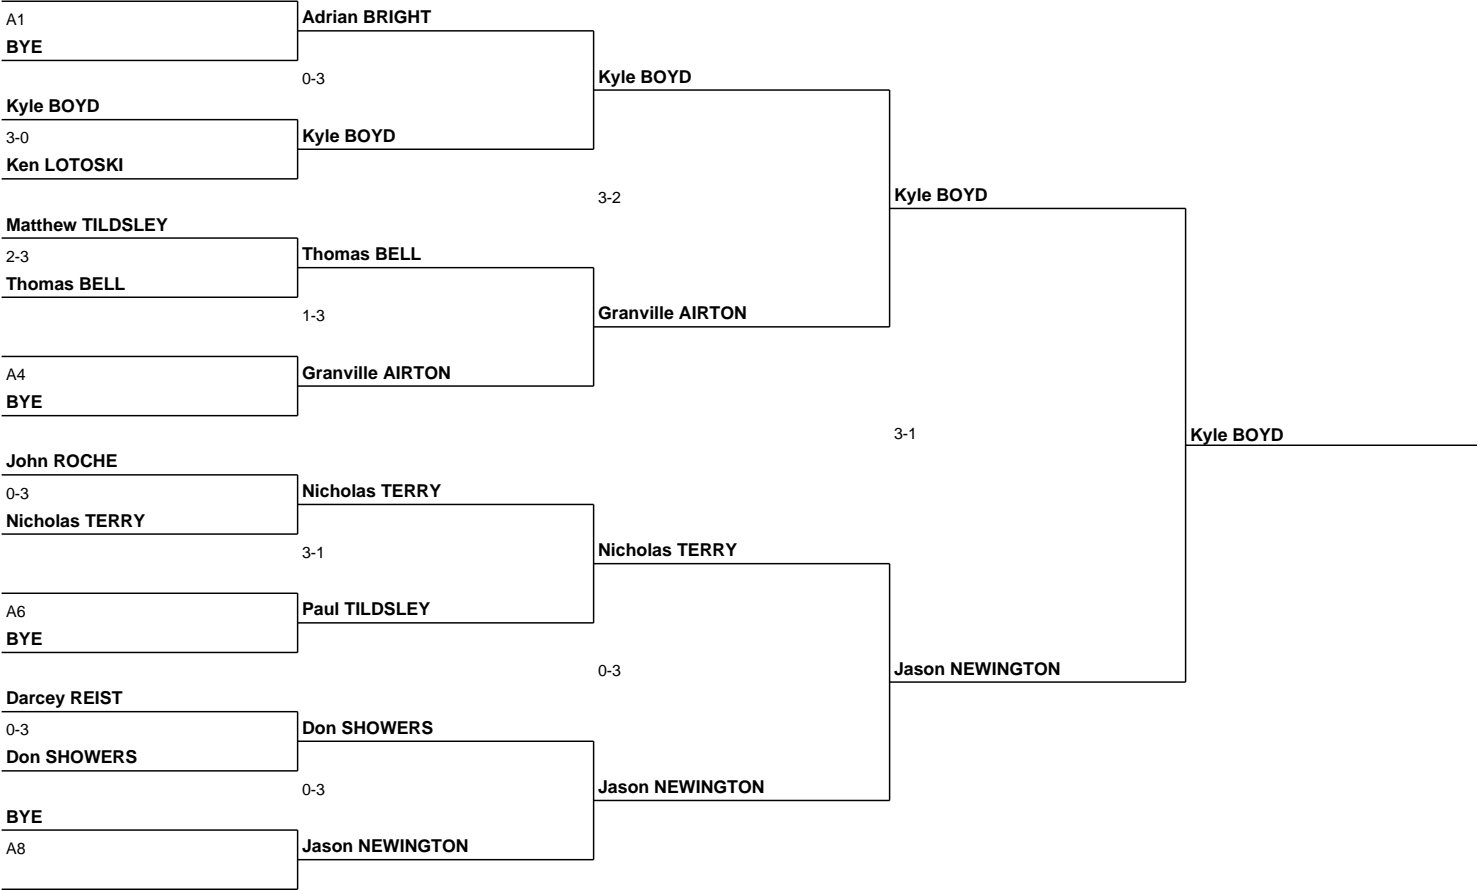 A1
BYE
Adrian BRIGHT
0-3
Kyle BOYD
3-0
Ken LOTOSKI
Kyle BOYD
Kyle BOYD
3-2
Matthew TILDSLEY
2-3
Thomas BELL
Thomas BELL
1-3
A4
BYE
Granville AIRTON
Granville AIRTON
Kyle BOYD
3-1
Kyle BOYD
John ROCHE
0-3
Nicholas TERRY
Nicholas TERRY
3-1
A6
BYE
Paul TILDSLEY
Nicholas TERRY
0-3
Darcey REIST
0-3
Don SHOWERS
Don SHOWERS
0-3
BYE
A8
Jason NEWINGTON
Jason NEWINGTON
Jason NEWINGTON